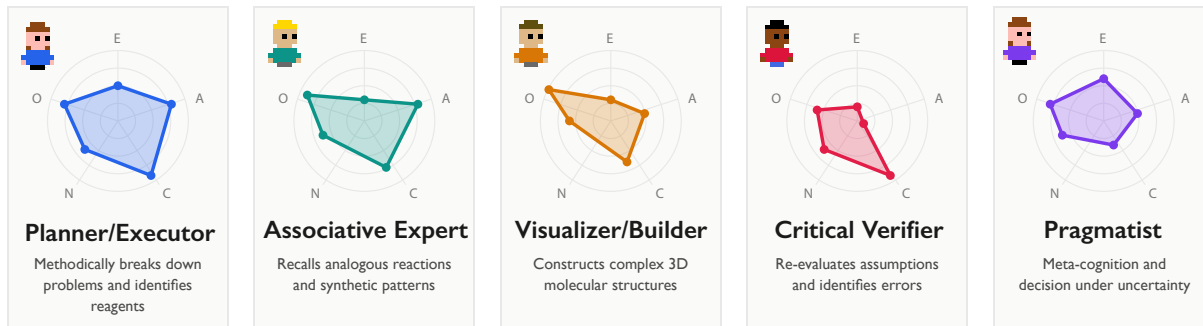 E
O
A
N
C
Planner/Executor
Methodically breaks down
problems and identifies
reagents
E
O
A
N
C
Associative Expert
Recalls analogous reactions
and synthetic patterns
E
O
A
N
C
Visualizer/Builder
Constructs complex 3D
molecular structures
E
O
A
N
C
Critical Verifier
Re-evaluates assumptions
and identifies errors
E
O
A
N
C
Pragmatist
Meta-cognition and
decision under uncertainty